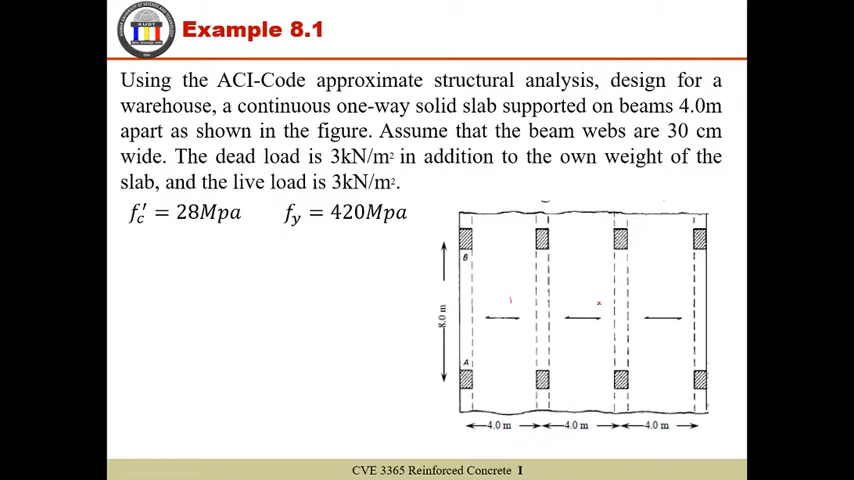 Example 8.1
Using the ACI-Code approximate structural analysis, design for a
warehouse, a continuous one-way solid slab supported on beams 4.0m
apart as shown in the figure. Assume that the beam webs are 30 cm
wide. The dead load is 3kN/m² in addition to the own weight of the
slab, and the live load is 3kN/m².
f′c = 28Mpa fy = 420Mpa
B
8.0 m
A
4.0 m 4.0 m 4.0 m
CVE 3365 Reinforced Concrete I